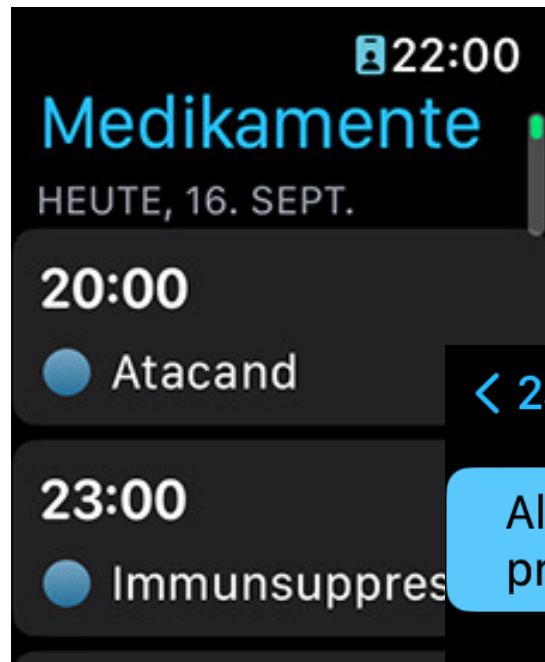 22:00
Medikamente
HEUTE, 16. SEPT.
20:00
Atacand
23:00
Immunsuppres